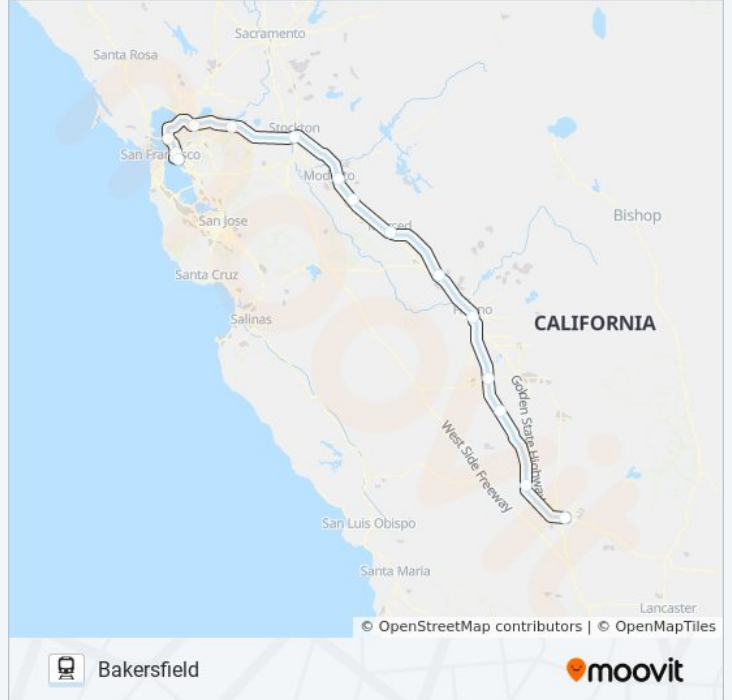 Sacramento
Santa Rosa
Stockton
San Francisco
Modesto
Merced
Bishop
San Jose
Santa Cruz
Fresno
Salinas
CALIFORNIA
Golden State Highway
West Side Freeway
San Luis Obispo
Santa Maria
Lancaster
© OpenStreetMap contributors | © OpenMapTiles
Bakersfield
moovit